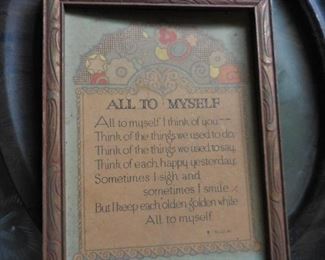 ALL TO MYSELF
All to myself I think of you—
Think of the things we used to do,
Think of the things we used to say,
Think of each happy yesterday;
Sometimes I sigh and
sometimes I smile
But I keep each olden, golden while
All to myself.